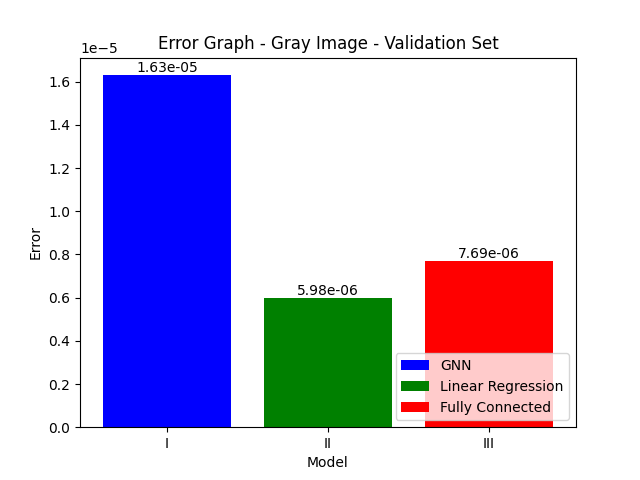 Error Graph - Gray Image - Validation Set
1e−5
1.6
1.4
1.2
1.0
0.8
0.6
0.4
0.2
0.0
Error
1.63e-05
5.98e-06
7.69e-06
GNN
Linear Regression
Fully Connected
I II III
Model